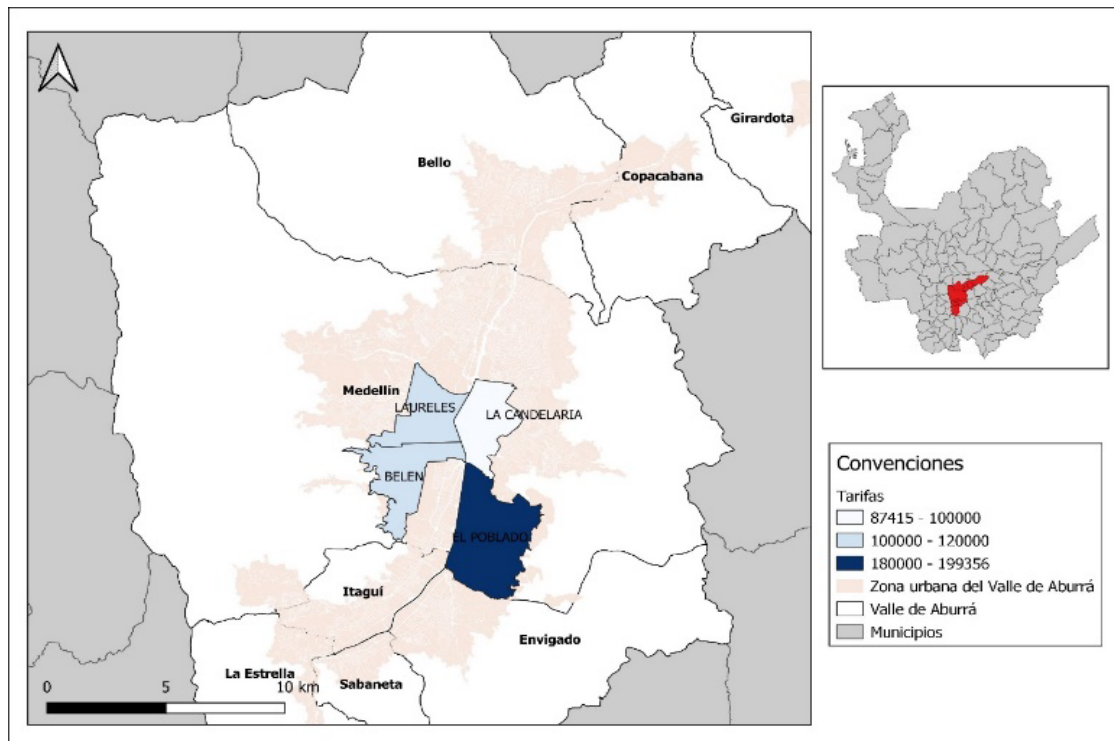 Girardota
Bello
Copacabana
Medellín
LAURELES
LA CANDELARIA
BELEN
EL POBLADO
Itaguí
Envigado
La Estrella
Sabaneta
0 5 10 km
Convenciones
Tarifas
87415 - 100000
100000 - 120000
180000 - 199356
Zona urbana del Valle de Aburrá
Valle de Aburrá
Municipios